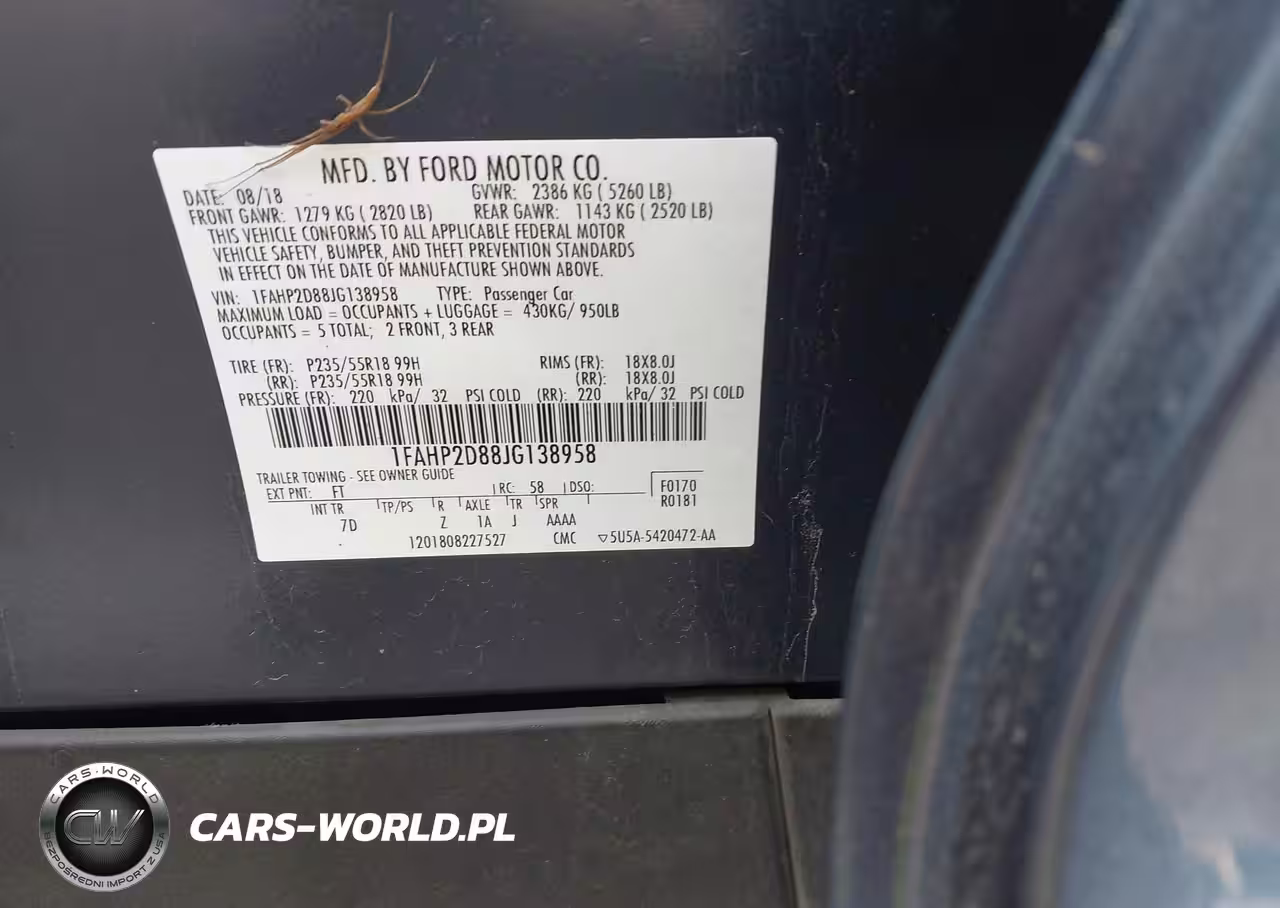 MFD. BY FORD MOTOR CO.
DATE: 08/18 GVWR: 2386 KG ( 5260 LB)
FRONT GAWR: 1279 KG ( 2820 LB) REAR GAWR: 1143 KG ( 2520 LB)
THIS VEHICLE CONFORMS TO ALL APPLICABLE FEDERAL MOTOR
VEHICLE SAFETY, BUMPER, AND THEFT PREVENTION STANDARDS
IN EFFECT ON THE DATE OF MANUFACTURE SHOWN ABOVE.
VIN: 1FAHP2D88JG138958 TYPE: Passenger Car
MAXIMUM LOAD = OCCUPANTS + LUGGAGE = 430KG/ 950LB
OCCUPANTS = 5 TOTAL; 2 FRONT, 3 REAR
TIRE (FR): P235/55R18 99H RIMS (FR): 18X8.0J
(RR): P235/55R18 99H (RR): 18X8.0J
PRESSURE (FR): 220 kPa/ 32 PSI COLD (RR): 220 kPa/ 32 PSI COLD
1FAHP2D88JG138958
TRAILER TOWING - SEE OWNER GUIDE
EXT PNT: FT RC: 58 DSO: F0170
INT TR TP/PS R AXLE TR SPR R0181
7D Z 1A J AAAA
1201808227527 CMC ▽5U5A-5420472-AA
CARS-WORLD
CW
BEZPOŚREDNI IMPORT Z USA
CARS-WORLD.PL